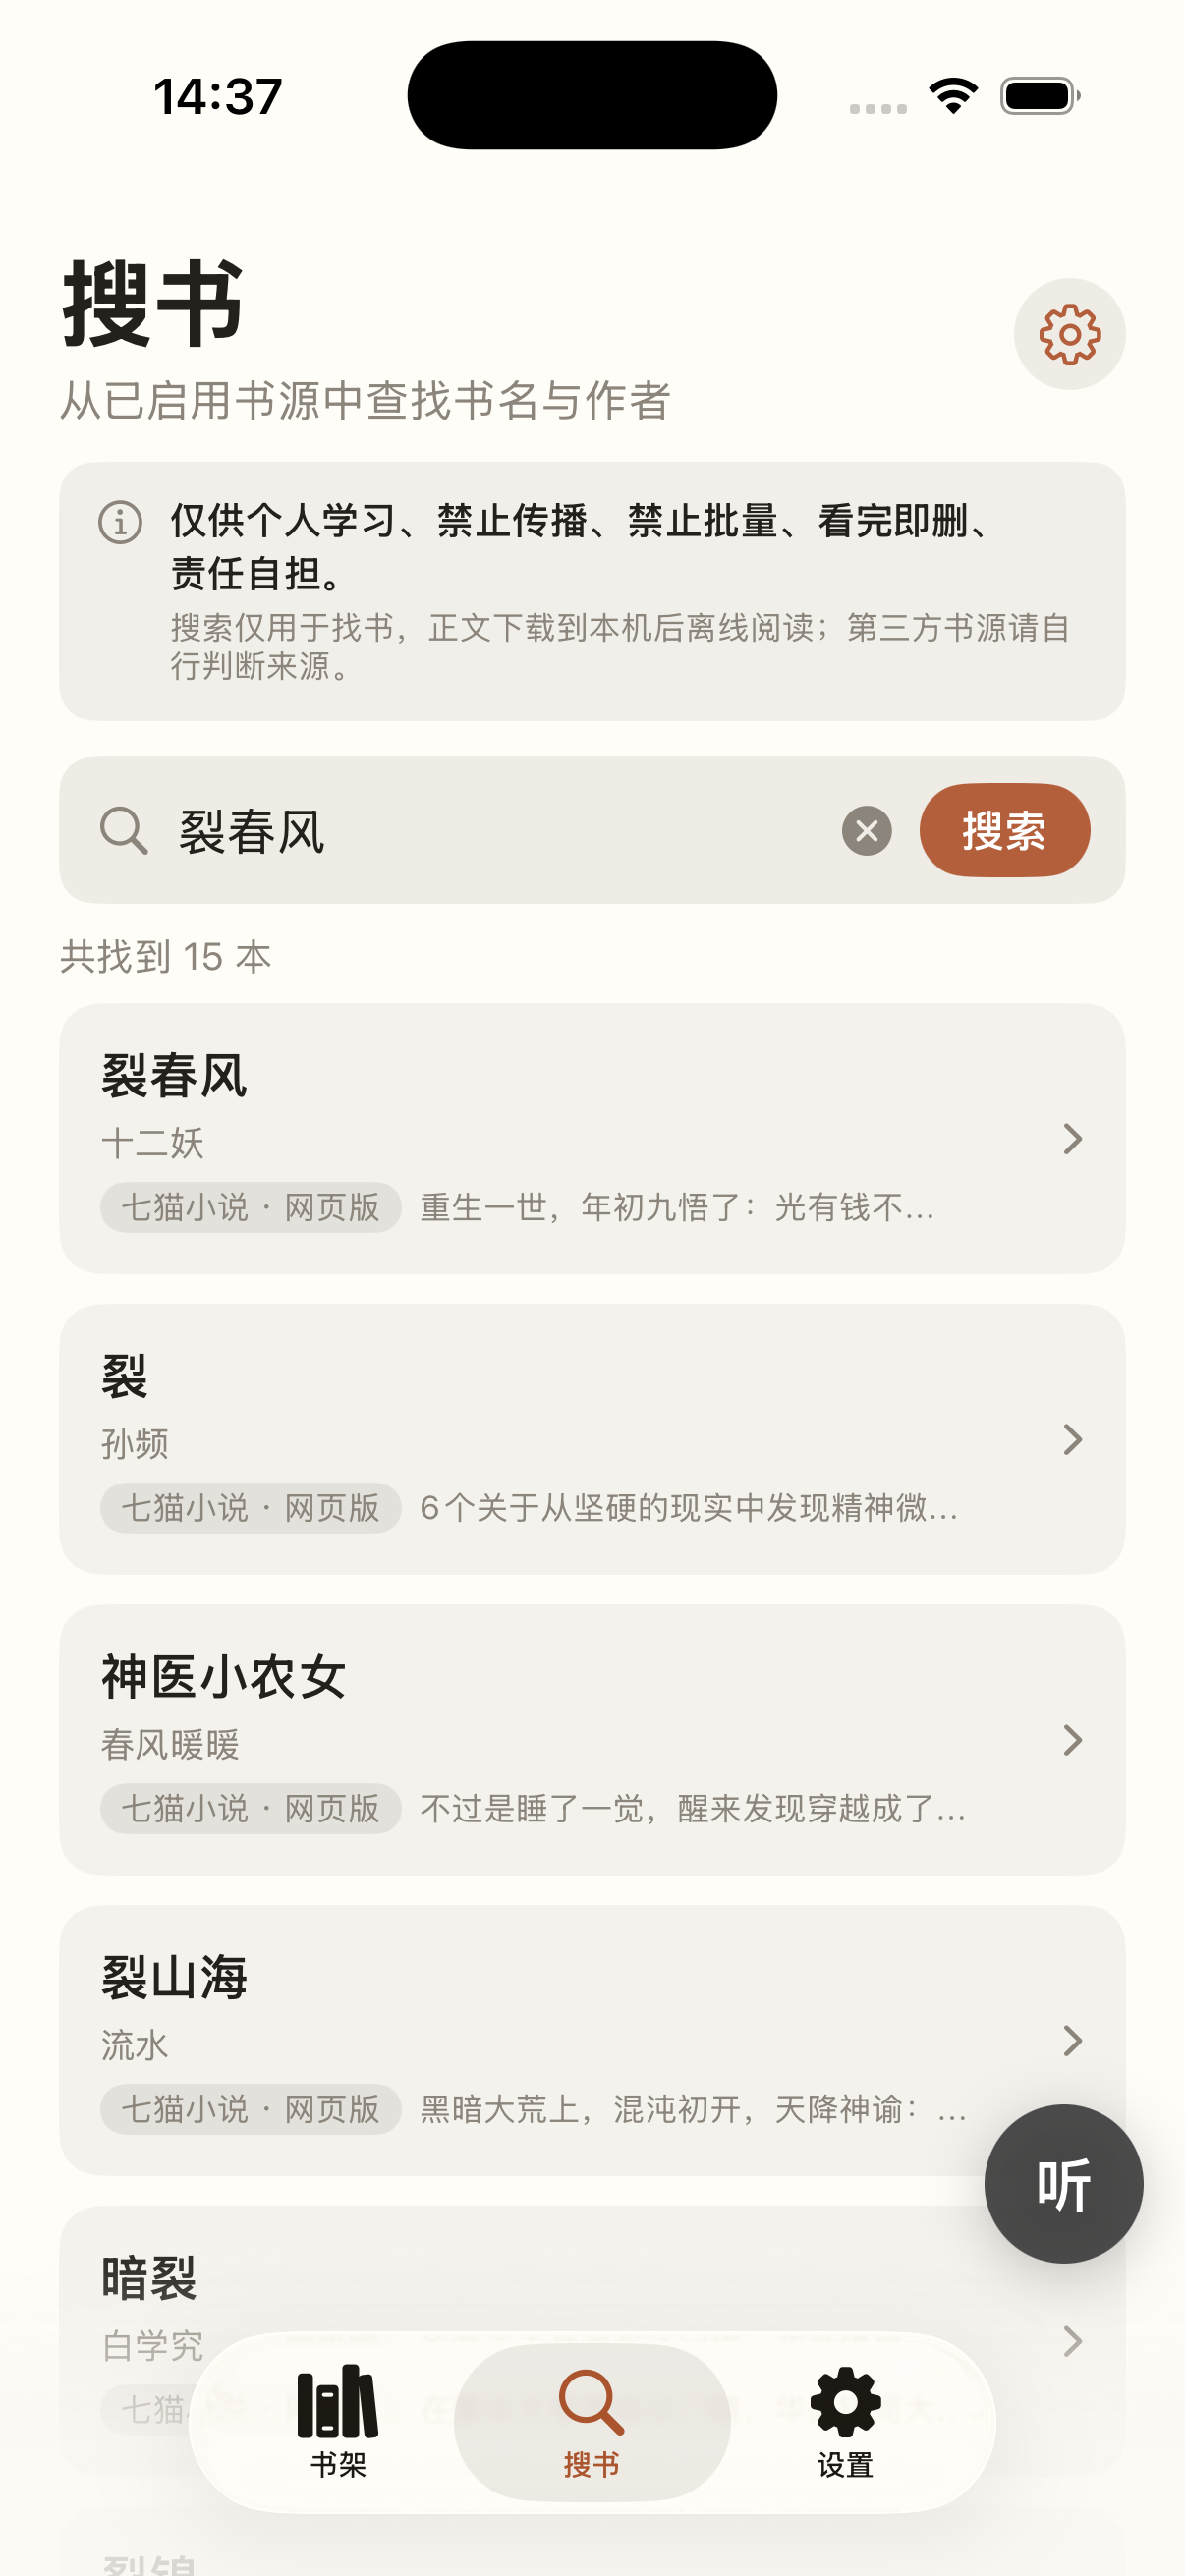 14:37
搜书
从已启用书源中查找书名与作者
仅供个人学习、禁止传播、禁止批量、看完即删、
责任自担。
搜索仅用于找书，正文下载到本机后离线阅读；第三方书源请自
行判断来源。
裂春风
搜索
共找到 15 本
裂春风
十二妖
七猫小说 · 网页版 重生一世，年初九悟了：光有钱不...
裂
孙频
七猫小说 · 网页版 6个关于从坚硬的现实中发现精神微...
神医小农女
春风暖暖
七猫小说 · 网页版 不过是睡了一觉，醒来发现穿越成了...
裂山海
流水
七猫小说 · 网页版 黑暗大荒上，混沌初开，天降神谕：...
听
暗裂
白学究
七猫
书架
搜书
设置
裂锦